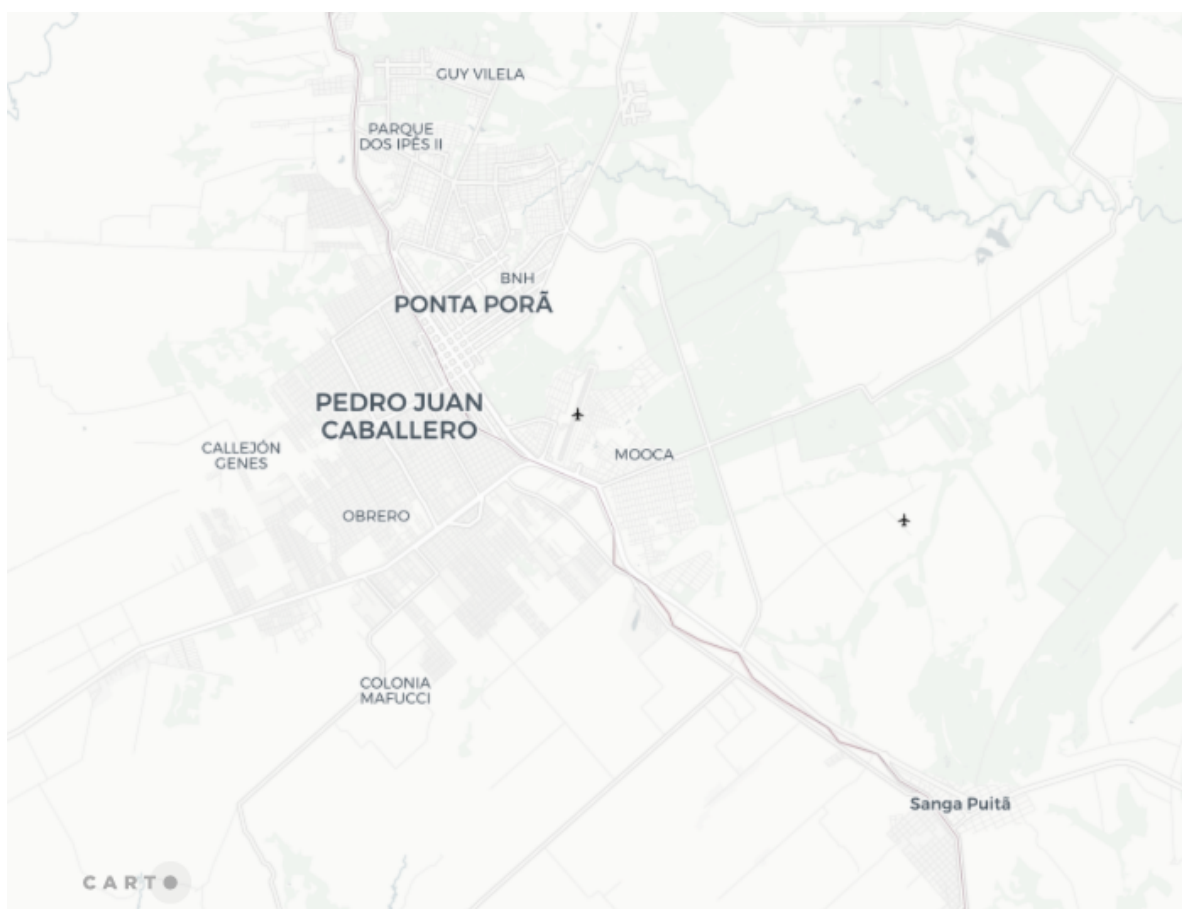 GUY VILELA
PARQUE
DOS IPÊS II
BNH
PONTA PORÃ
PEDRO JUAN
CABALLERO
CALLEJÓN
GENES
MOOCA
OBRERO
COLONIA
MAFUCCI
Sanga Puitã
CARTO